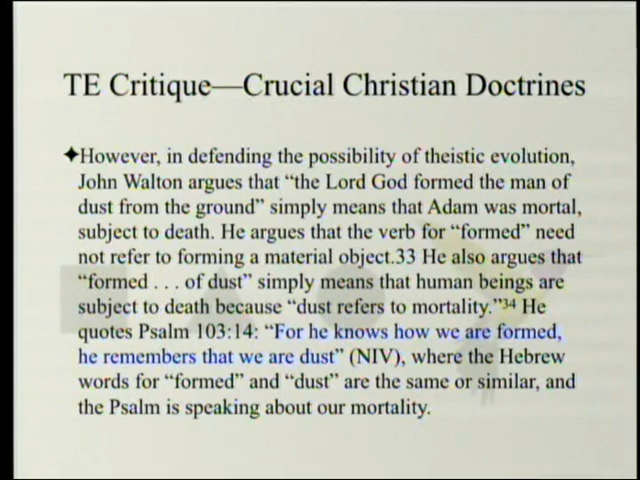 TE Critique—Crucial Christian Doctrines
✦However, in defending the possibility of theistic evolution,
John Walton argues that “the Lord God formed the man of
dust from the ground” simply means that Adam was mortal,
subject to death. He argues that the verb for “formed” need
not refer to forming a material object.33 He also argues that
“formed . . . of dust” simply means that human beings are
subject to death because “dust refers to mortality.”³⁴ He
quotes Psalm 103:14: “For he knows how we are formed,
he remembers that we are dust” (NIV), where the Hebrew
words for “formed” and “dust” are the same or similar, and
the Psalm is speaking about our mortality.